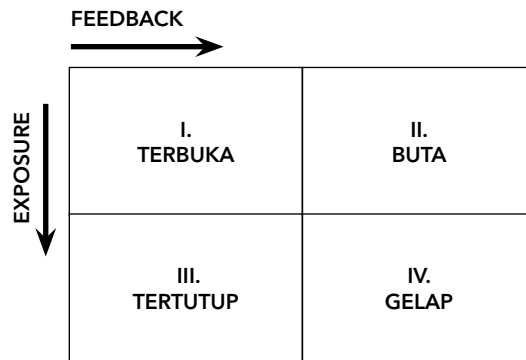 FEEDBACK
EXPOSURE
I.
TERBUKA
II.
BUTA
III.
TERTUTUP
IV.
GELAP